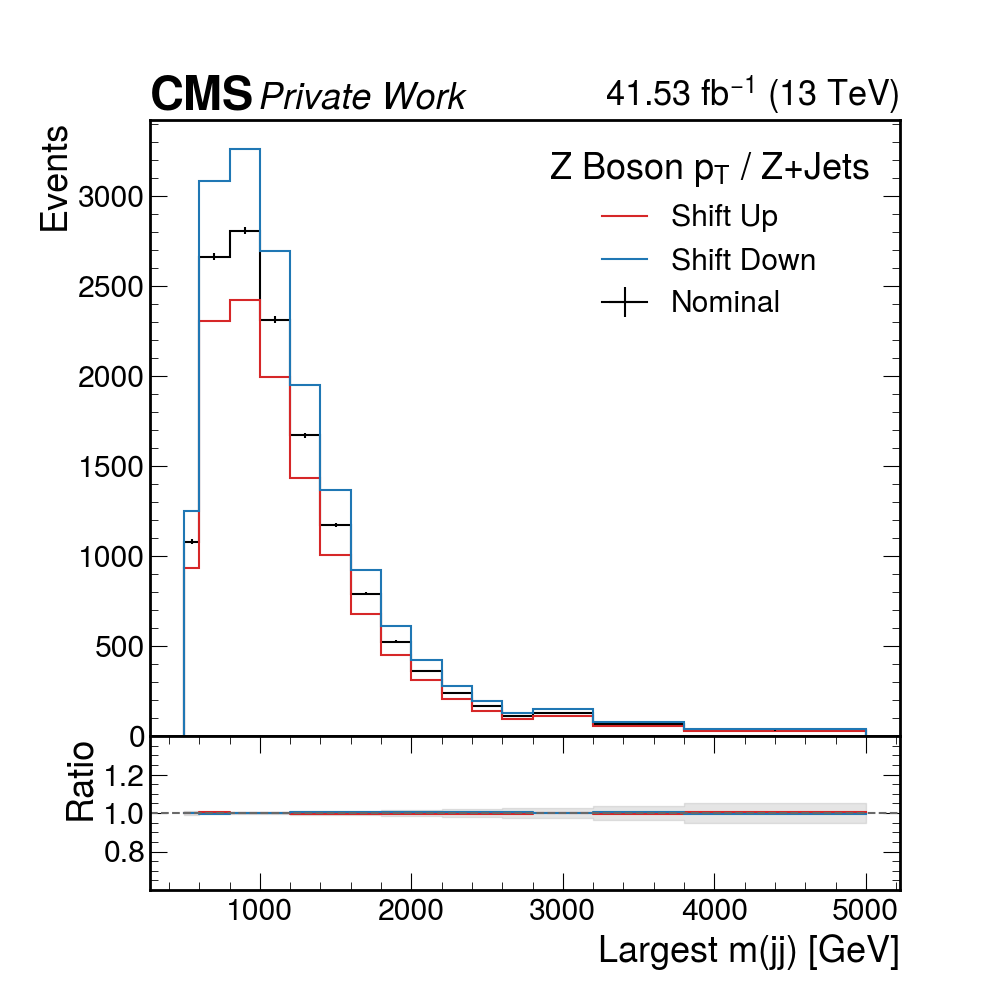 CMS Private Work 41.53 fb⁻¹ (13 TeV)
Events
Z Boson pT / Z+Jets
Shift Up
Shift Down
Nominal
3000
2500
2000
1500
1000
500
0
Ratio
1.2
1.0
0.8
1000 2000 3000 4000 5000
Largest m(jj) [GeV]